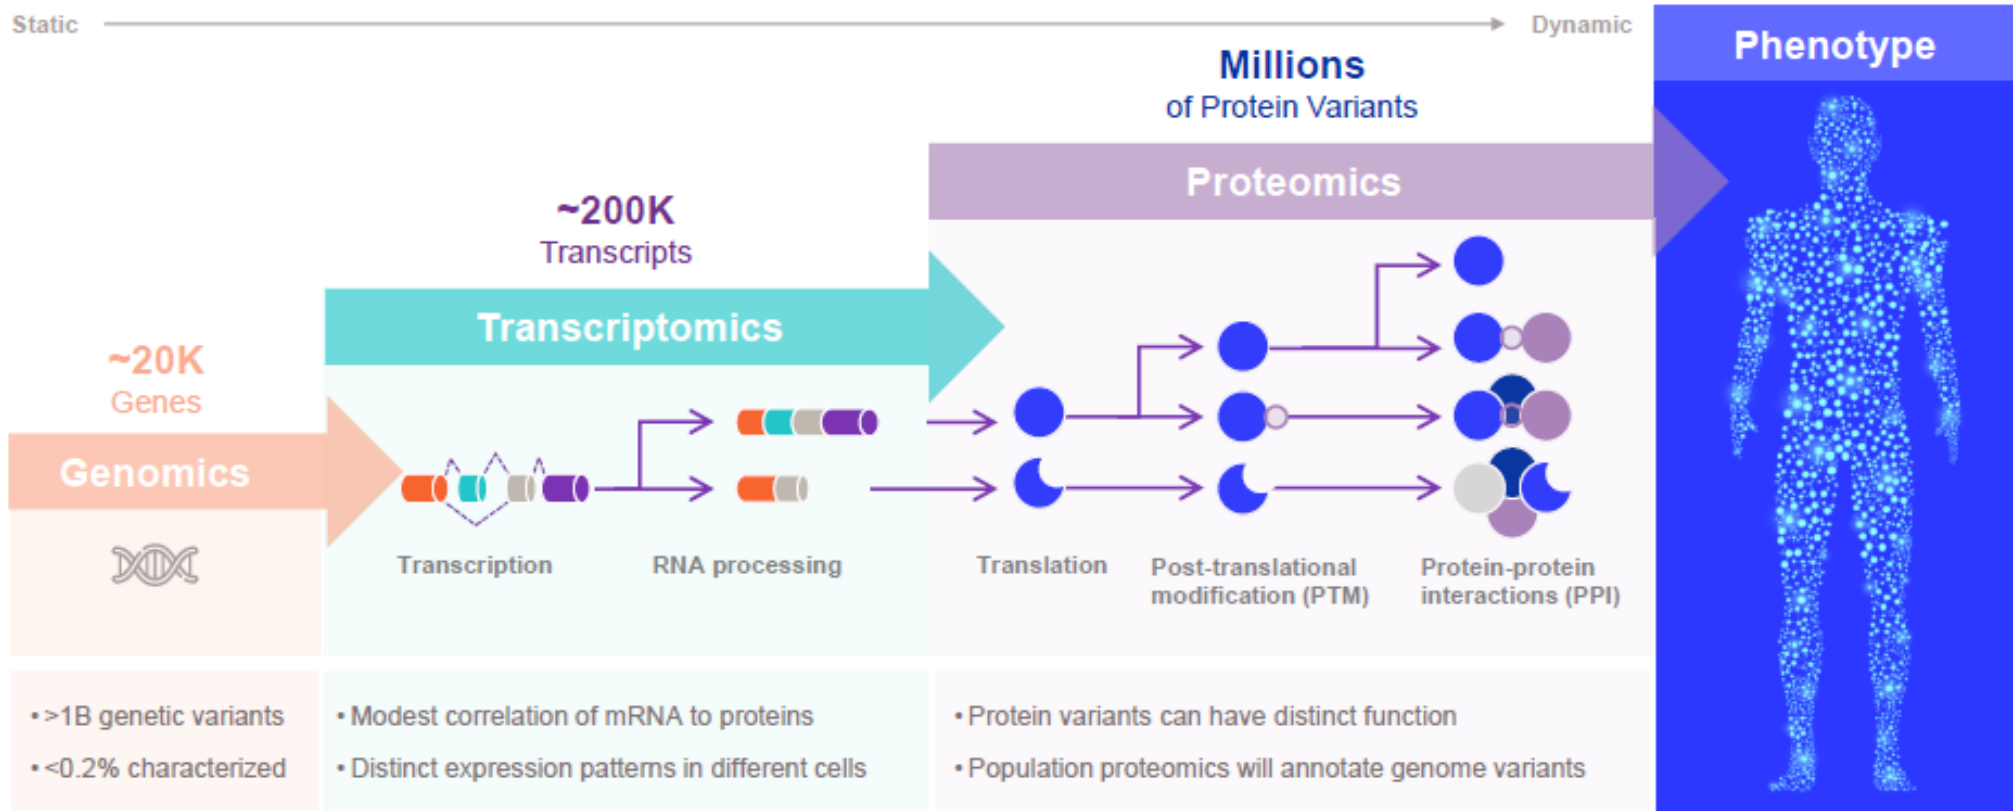 Static
Dynamic
Phenotype
Millions
of Protein Variants
Proteomics
~200K
Transcripts
Transcriptomics
~20K
Genes
Genomics
Transcription
RNA processing
Translation
Post-translational
modification (PTM)
Protein-protein
interactions (PPI)
• >1B genetic variants
• <0.2% characterized
• Modest correlation of mRNA to proteins
• Distinct expression patterns in different cells
• Protein variants can have distinct function
• Population proteomics will annotate genome variants